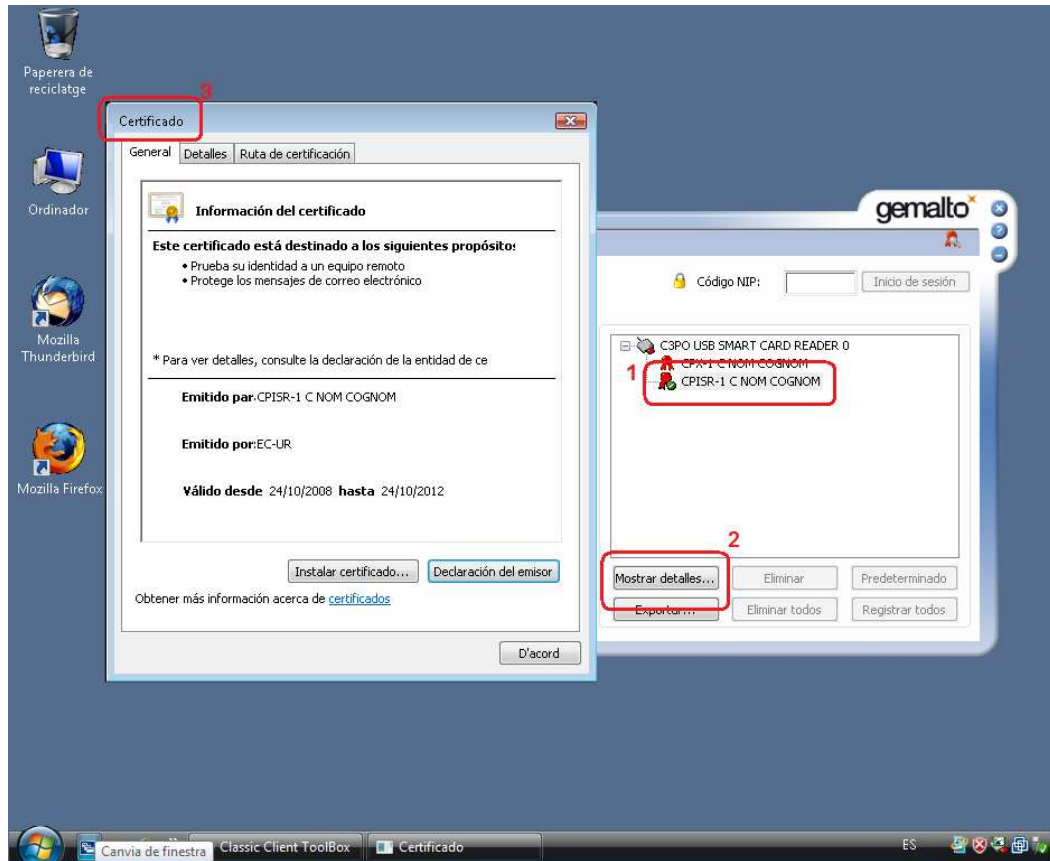 Paperera de
reciclatge
Ordinador
Mozilla
Thunderbird
Mozilla Firefox
3
Certificado
General Detalles Ruta de certificación
Información del certificado
Este certificado está destinado a los siguientes propósitos
• Prueba su identidad a un equipo remoto
• Protege los mensajes de correo electrónico
* Para ver detalles, consulte la declaración de la entidad de ce
Emitido par CPISR-1 C NOM COGNOM
Emitido por:EC-UR
Válido desde 24/10/2008 hasta 24/10/2012
Instalar certificado... Declaración del emisor
Obtener más información acerca de certificados
D'acord
gemalto
Código NIP: Inicio de sesión
C3PO USB SMART CARD READER 0
CPX-1 C NOM COGNOM
1 CPISR-1 C NOM COGNOM
2
Mostrar detalles... Eliminar Predeterminado
Exportar... Eliminar todos Registrar todos
Canvia de finestra Classic Client ToolBox Certificado ES